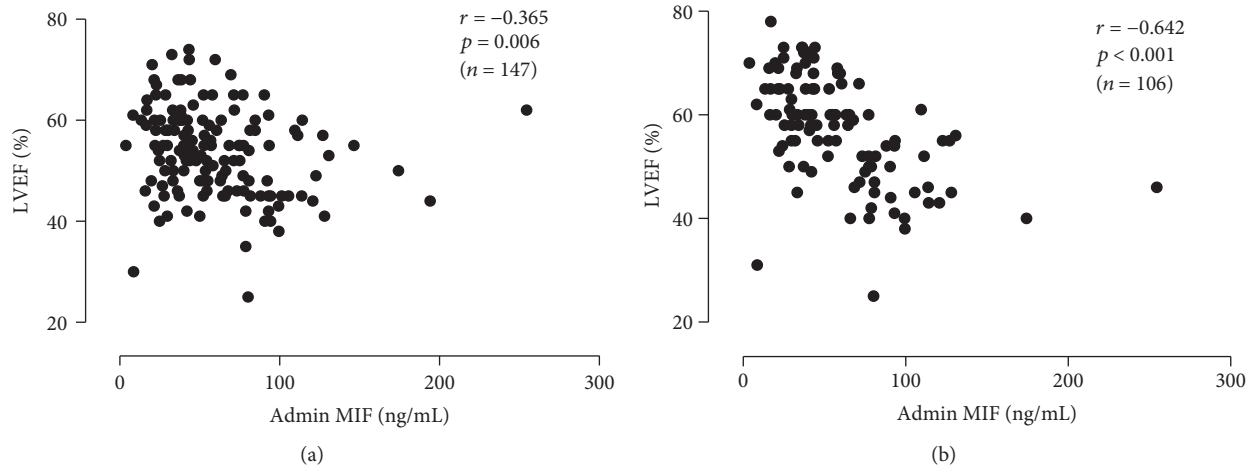 r = −0.365
p = 0.006
(n = 147)
80
60
40
20
LVEF (%)
0
100
200
300
Admin MIF (ng/mL)
(a)
r = −0.642
p < 0.001
(n = 106)
80
60
40
20
LVEF (%)
0
100
200
300
Admin MIF (ng/mL)
(b)